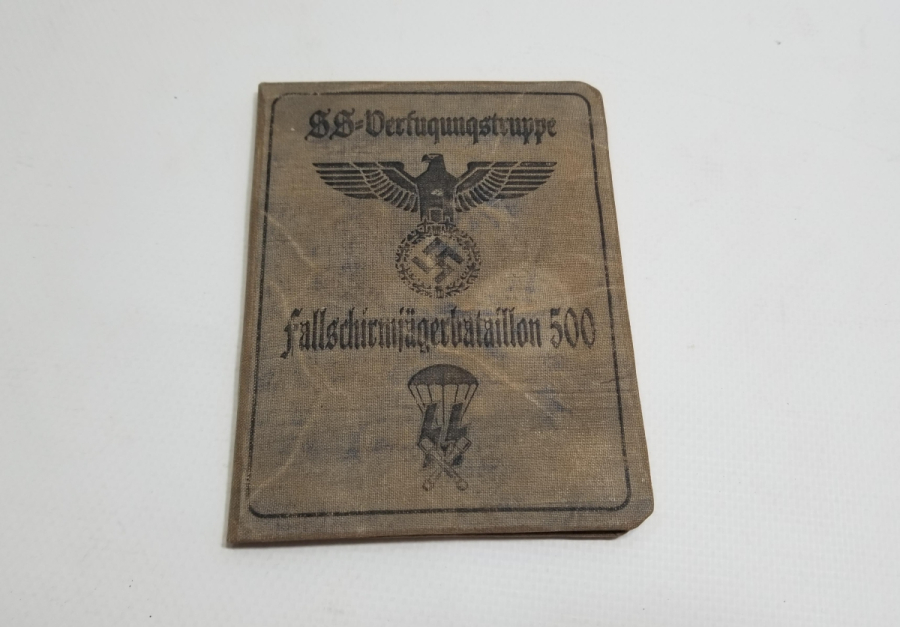 SS-Verfugungstruppe
Fallschirmjägerbataillon 500